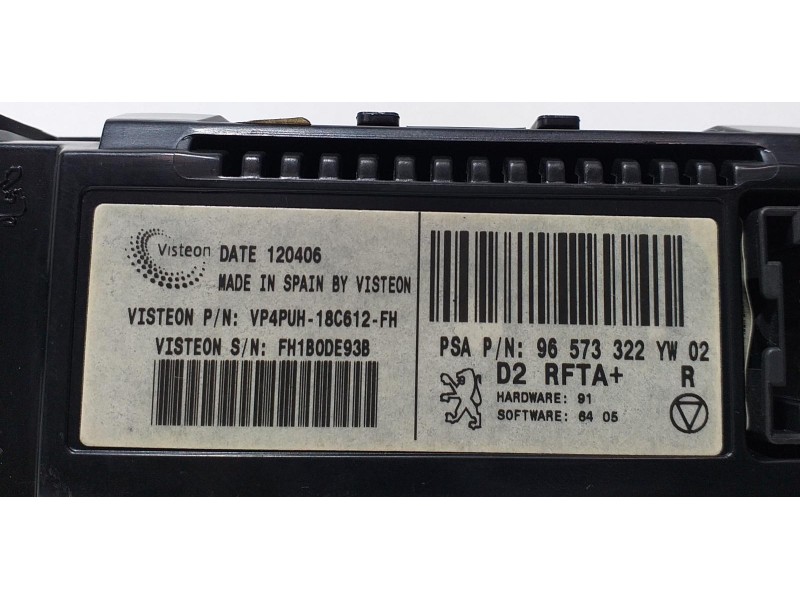 Visteon DATE 120406
MADE IN SPAIN BY VISTEON
VISTEON P/N: VP4PUH-18C612-FH
VISTEON S/N: FH1B0DE93B
PSA P/N: 96 573 322 YW 02
D2 RFTA+ R
HARDWARE: 91
SOFTWARE: 64 05